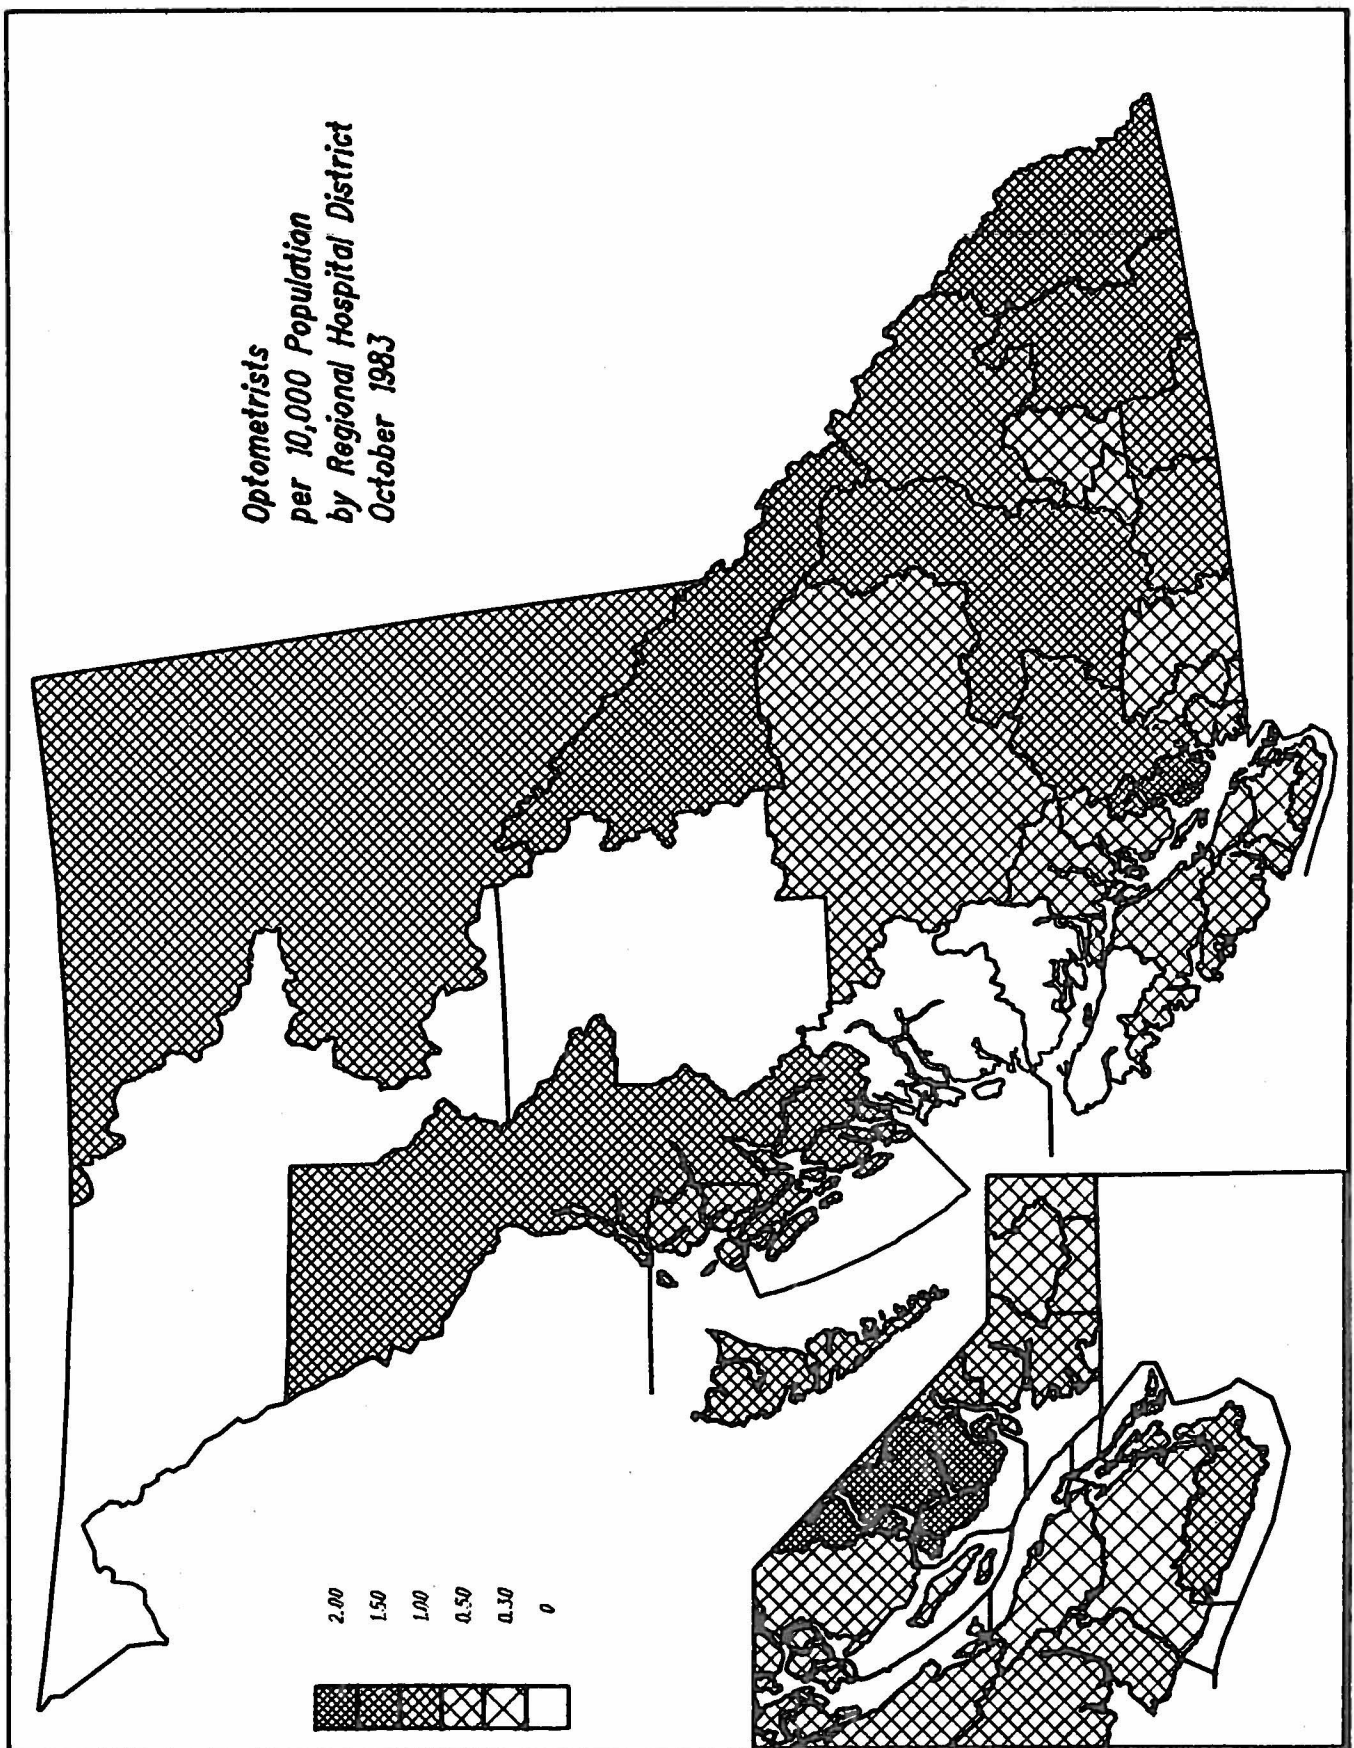 Optometrists
per 10,000 Population
by Regional Hospital District
October 1983
2.00
1.50
1.00
0.50
0.30
0